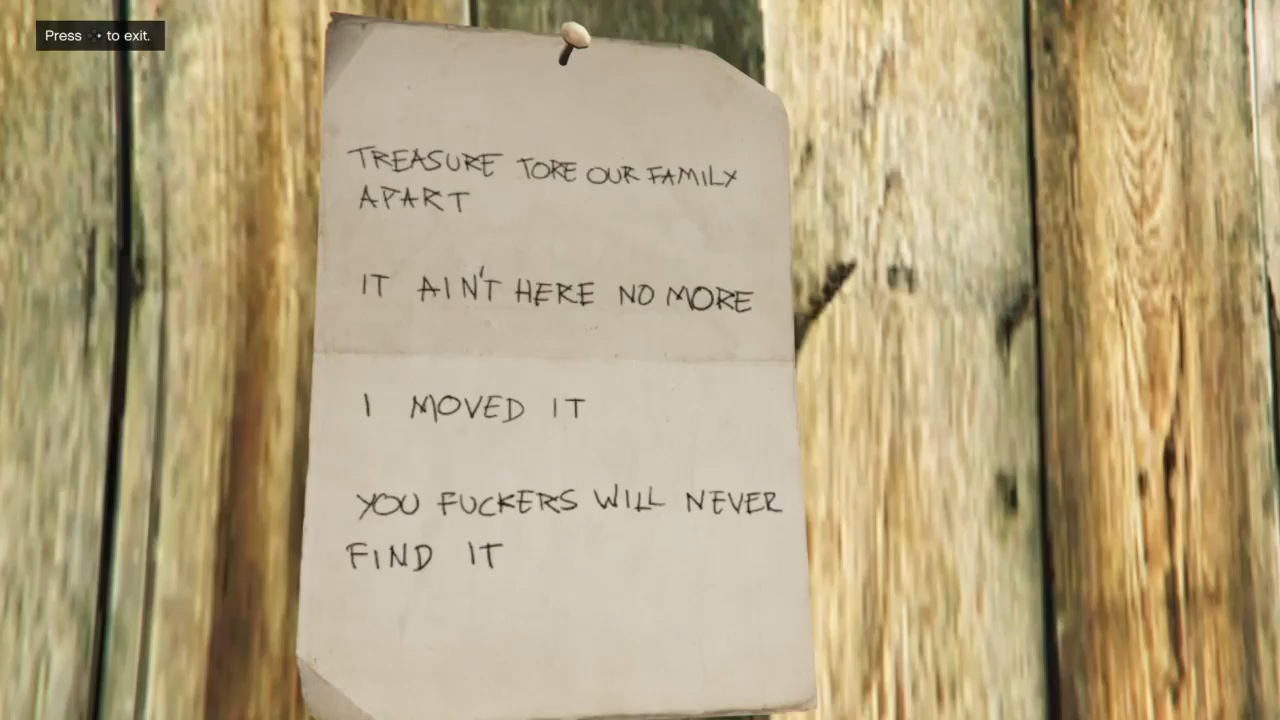 Press to exit.
TREASURE TORE OUR FAMILY
APART
IT AIN'T HERE NO MORE
I MOVED IT
YOU FUCKERS WILL NEVER
FIND IT